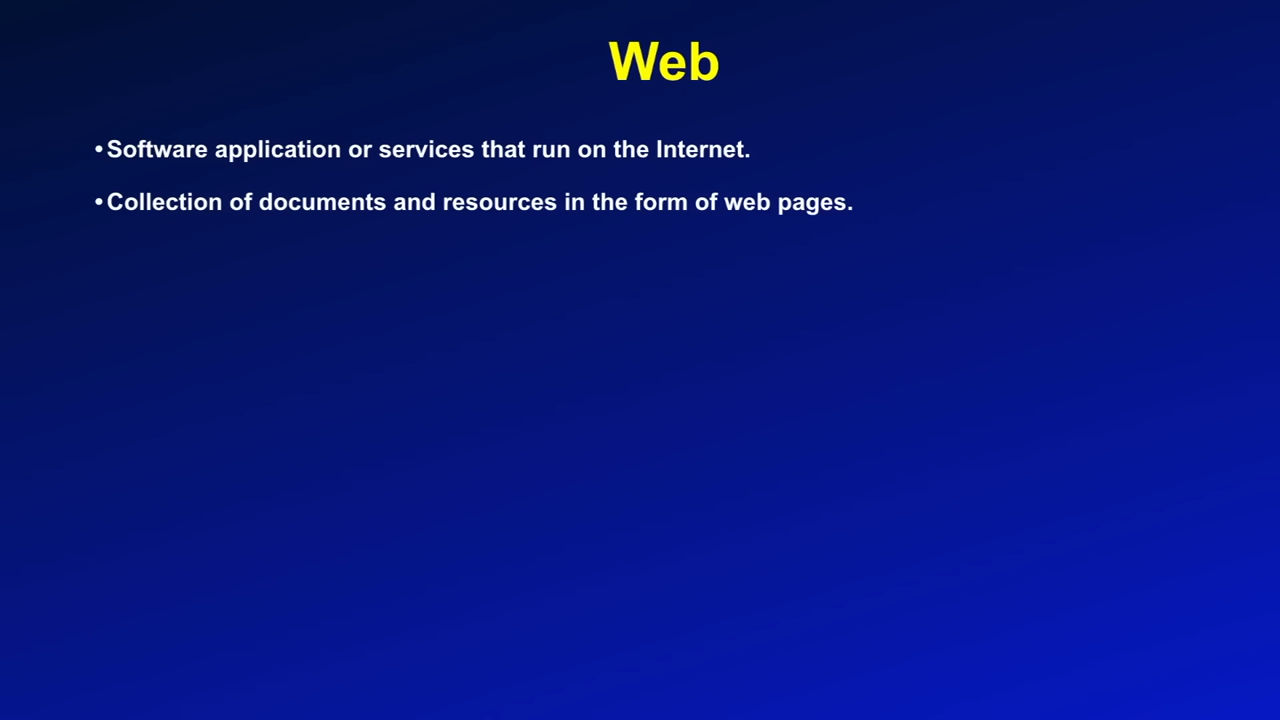 Web
•Software application or services that run on the Internet.
•Collection of documents and resources in the form of web pages.